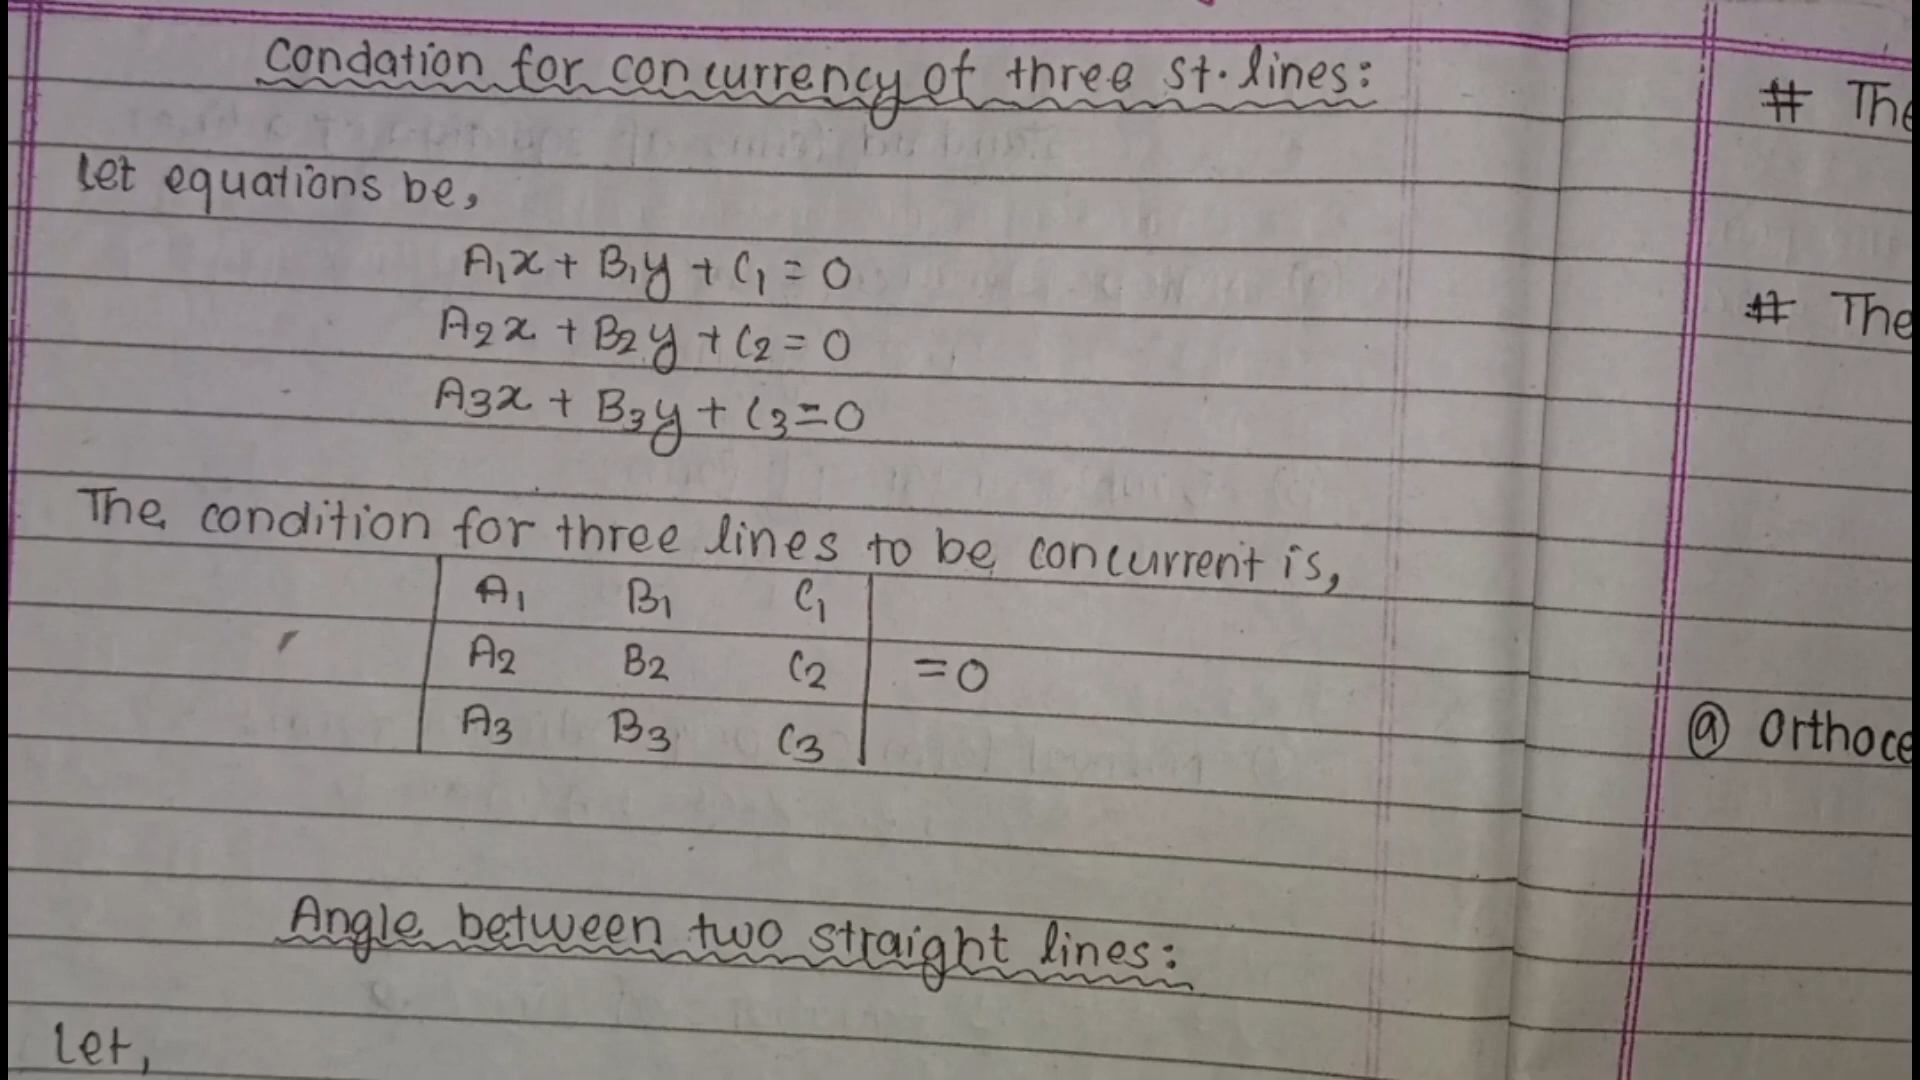 Condation for concurrency of three st. lines:
Let equations be,
A₁x + B₁y + C₁ = 0
A₂x + B₂y + C₂ = 0
A₃x + B₃y + C₃ = 0
The condition for three lines to be concurrent is,
A₁ B₁ C₁
A₂ B₂ C₂ = 0
A₃ B₃ C₃
Angle between two straight lines:
Let,
# The
# The
ⓐ Orthoce